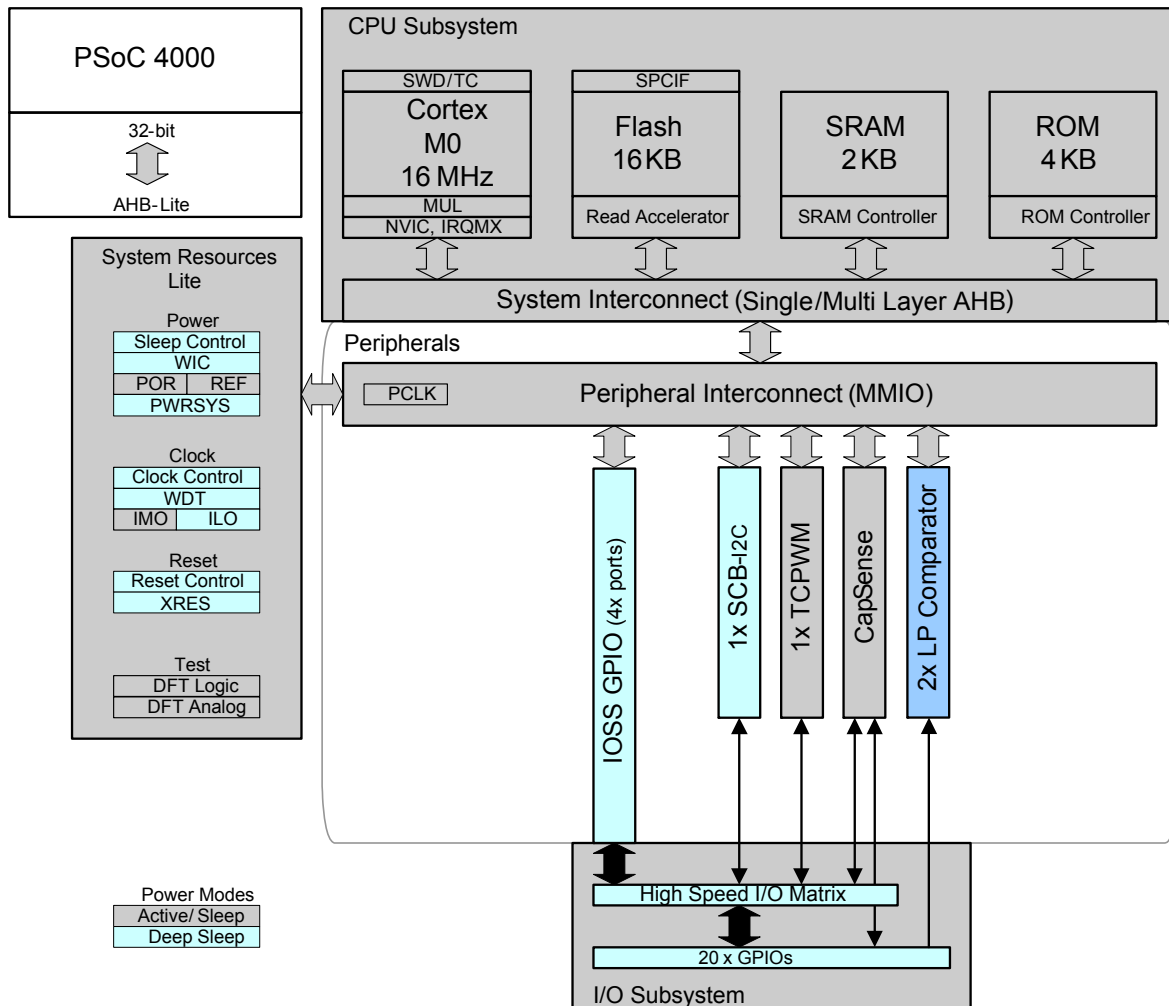 PSoC 4000
32-bit
AHB-Lite
CPU Subsystem
SWD/TC
Cortex
M0
16 MHz
MUL
NVIC, IRQMX
SPCIF
Flash
16 KB
Read Accelerator
SRAM
2 KB
SRAM Controller
ROM
4 KB
ROM Controller
System Interconnect (Single/Multi Layer AHB)
System Resources
Lite
Power
Sleep Control
WIC
POR REF
PWRSYS
Clock
Clock Control
WDT
IMO ILO
Reset
Reset Control
XRES
Test
DFT Logic
DFT Analog
Peripherals
PCLK
Peripheral Interconnect (MMIO)
IOSS GPIO (4x ports)
1x SCB-I2C
1x TCPWM
CapSense
2x LP Comparator
High Speed I/O Matrix
20 x GPIOs
I/O Subsystem
Power Modes
Active/ Sleep
Deep Sleep